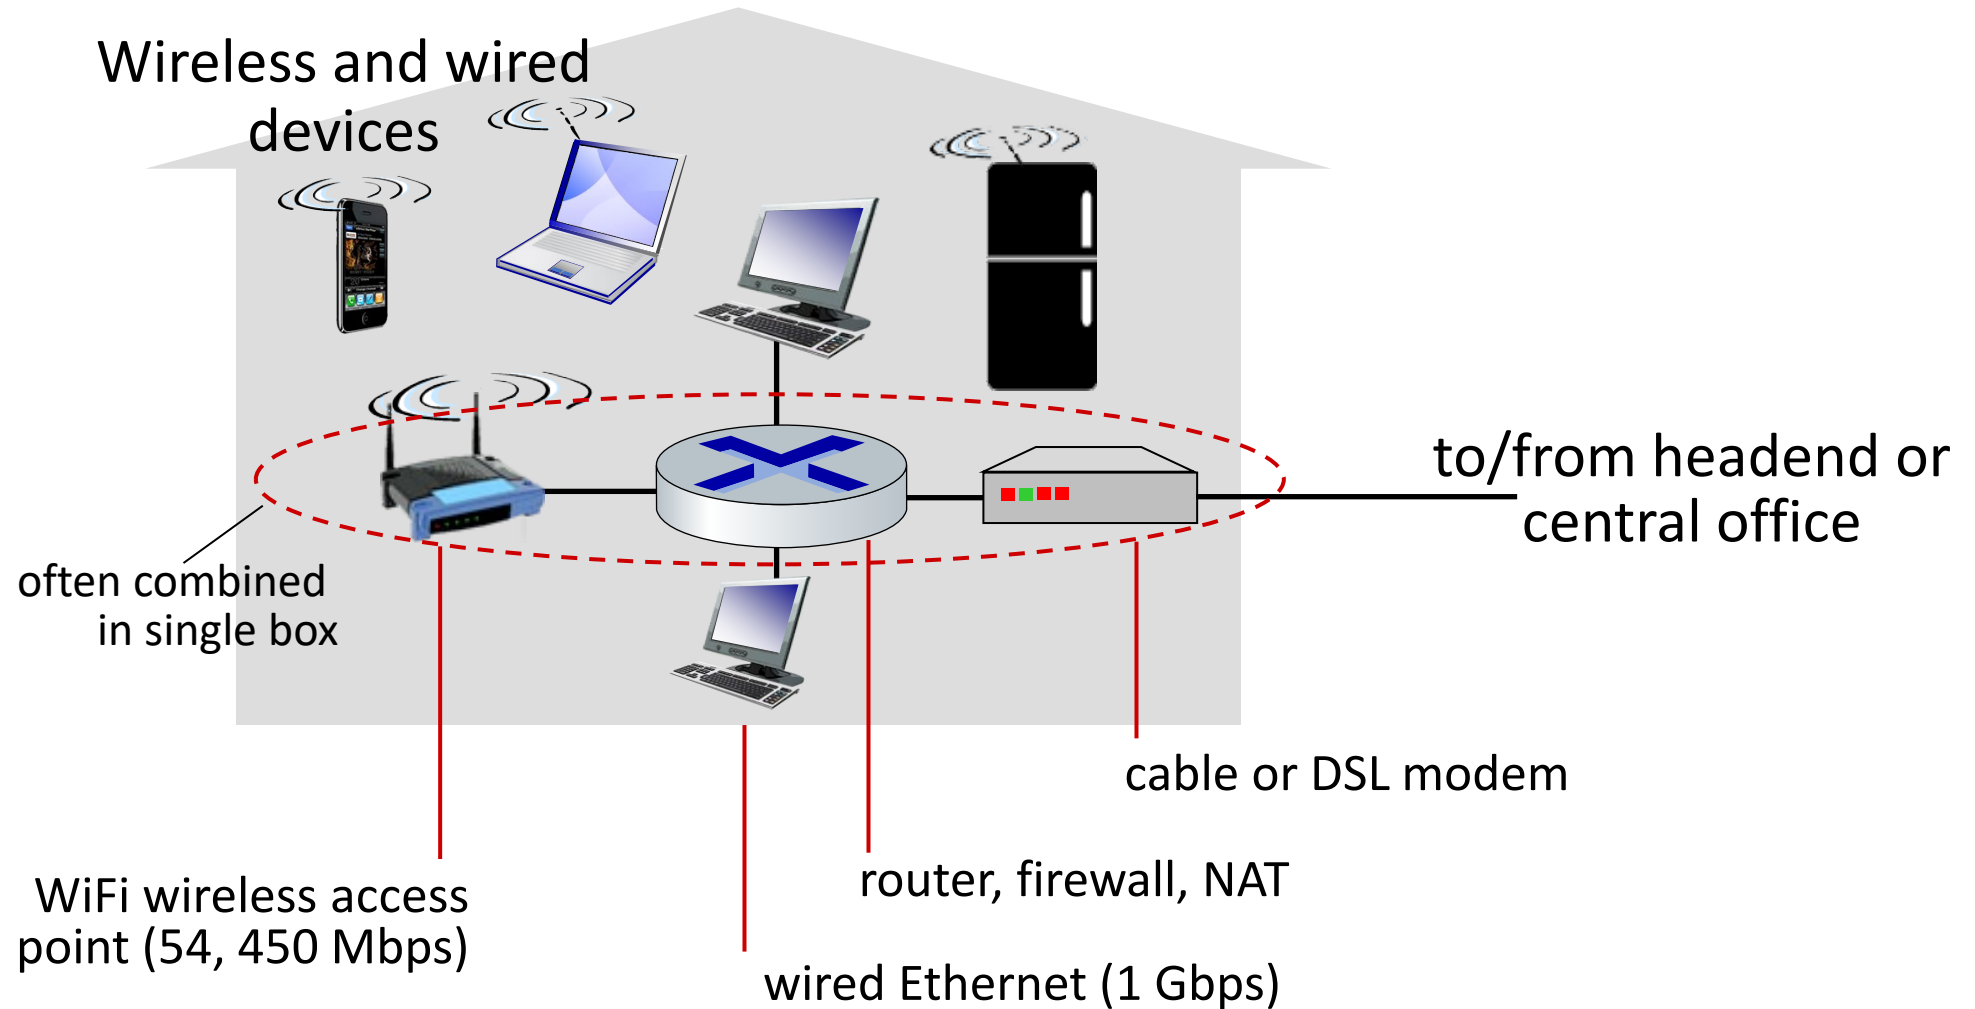 Wireless and wired
devices
to/from headend or
central office
often combined
in single box
cable or DSL modem
router, firewall, NAT
WiFi wireless access
point (54, 450 Mbps)
wired Ethernet (1 Gbps)